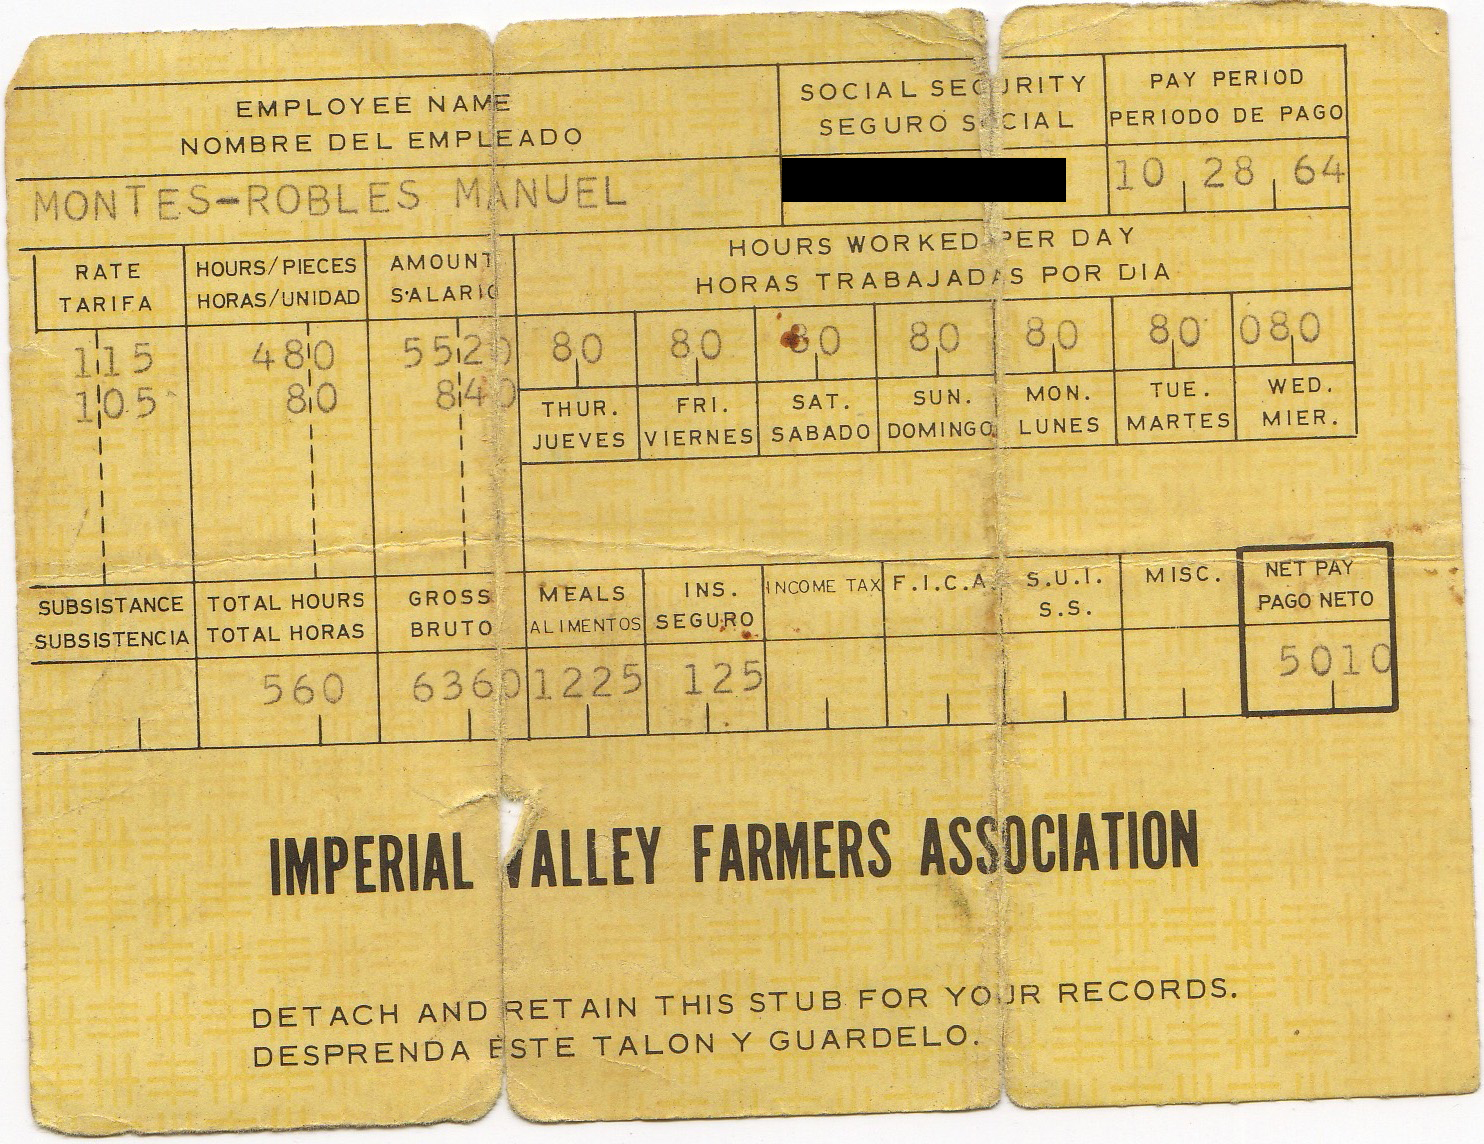 EMPLOYEE NAME
NOMBRE DEL EMPLEADO
SOCIAL SECURITY
SEGURO SOCIAL
PAY PERIOD
PERIODO DE PAGO
MONTES-ROBLES MANUEL
10 28 64
RATE
TARIFA
HOURS/PIECES
HORAS/UNIDAD
AMOUNT
SALARIO
HOURS WORKED PER DAY
HORAS TRABAJADAS POR DIA
115 480 5520
105 80 840
80 80 80 80 80 80 080
THUR.
JUEVES
FRI.
VIERNES
SAT.
SABADO
SUN.
DOMINGO
MON.
LUNES
TUE.
MARTES
WED.
MIER.
SUBSISTANCE
SUBSISTENCIA
TOTAL HOURS
TOTAL HORAS
GROSS
BRUTO
MEALS
ALIMENTOS
INS.
SEGURO
INCOME TAX
F.I.C.A.
S.U.I.
S.S.
MISC.
NET PAY
PAGO NETO
560 6360 1225 125 5010
IMPERIAL VALLEY FARMERS ASSOCIATION
DETACH AND RETAIN THIS STUB FOR YOUR RECORDS.
DESPRENDA ESTE TALON Y GUARDELO.